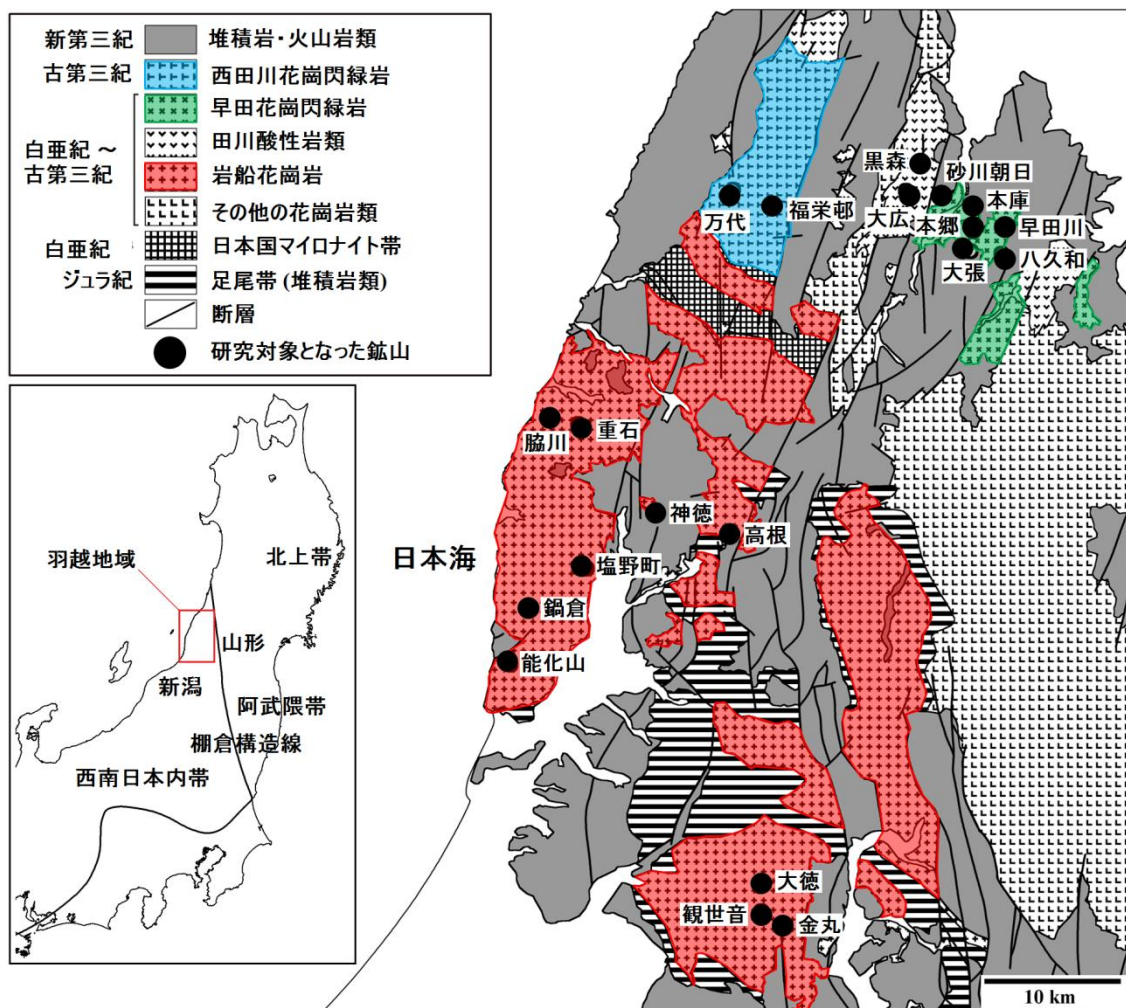 新第三紀 堆積岩・火山岩類
古第三紀 西田川花崗閃緑岩
早田花崗閃緑岩
白亜紀 ～
古第三紀
田川酸性岩類
岩船花崗岩
その他の花崗岩類
白亜紀 日本国マイロナイト帯
ジュラ紀 足尾帯 (堆積岩類)
断層
研究対象となった鉱山
羽越地域
北上帯
山形
新潟
阿武隈帯
棚倉構造線
西南日本内帯
日本海
万代
福栄邨
黒森
砂川朝日
大広
本庫
本郷
早田川
大張
八久和
脇川
重石
神徳
高根
塩野町
鍋倉
能化山
大徳
観世音
金丸
10 km